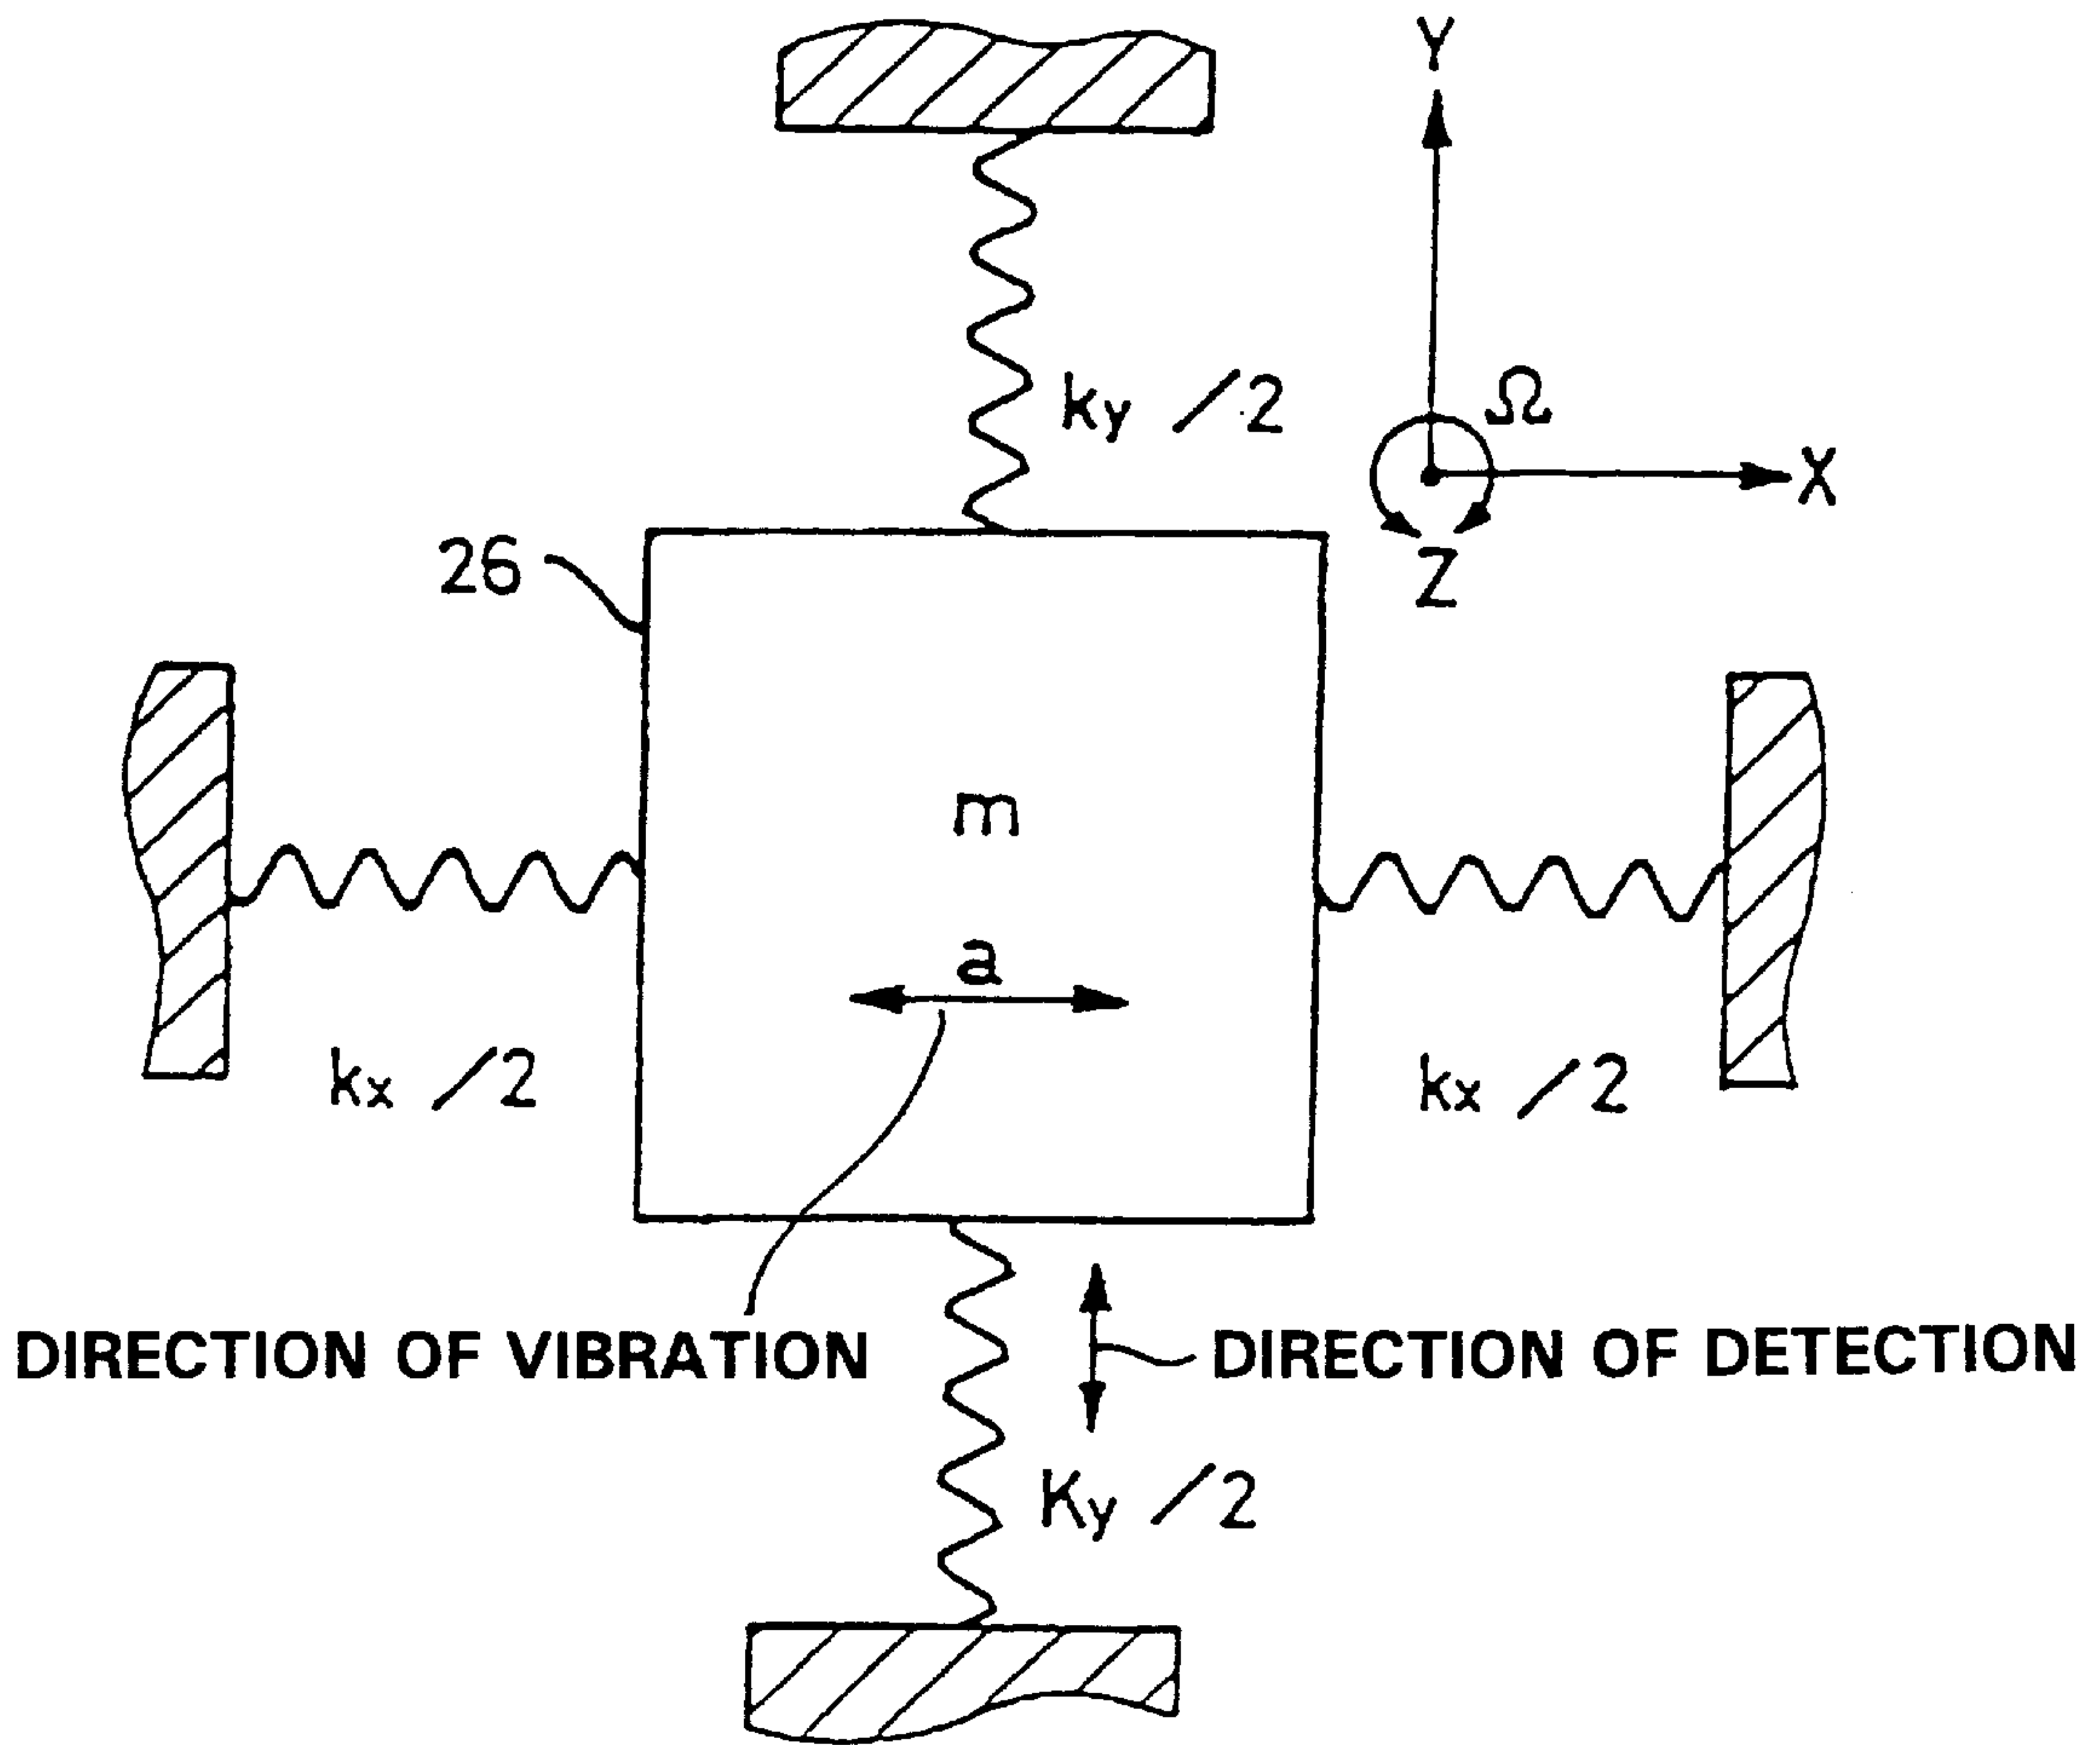 Y
ky /2
Ω
X
Z
26
m
a
kx /2
kx /2
DIRECTION OF VIBRATION
DIRECTION OF DETECTION
Ky /2